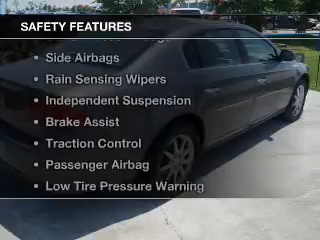 SAFETY FEATURES
• Side Airbags
• Rain Sensing Wipers
• Independent Suspension
• Brake Assist
• Traction Control
• Passenger Airbag
• Low Tire Pressure Warning